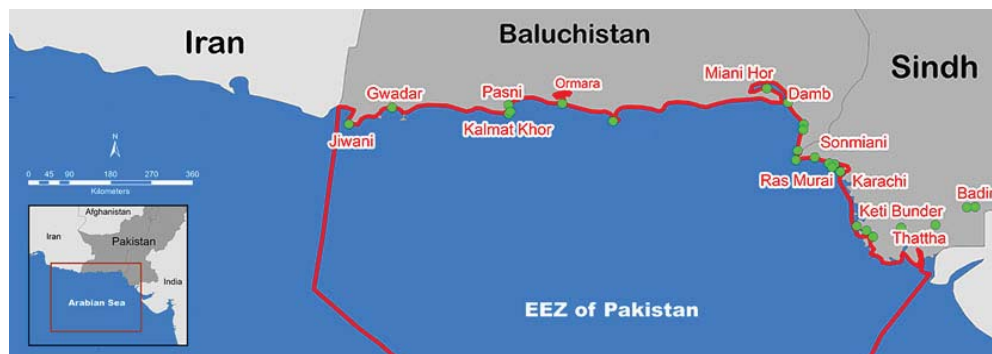 Iran
Baluchistan
Sindh
Gwadar
Pasni
Ormara
Miani Hor
Damb
Jiwani
Kalmat Khor
Sonmiani
Ras Murai
Karachi
Badin
Keti Bunder
Thattha
EEZ of Pakistan
N
0 45 90 180 270 360
Kilometers
Afghanistan
Iran
Pakistan
India
Arabian Sea